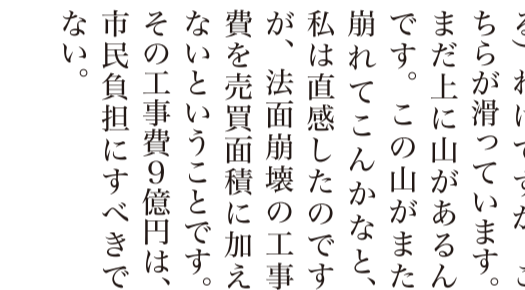 ちらが滑っています。
まだ上に山があるん
です。この山がまた
崩れてこんかなと、
私は直感したのです
が、法面崩壊の工事
費を売買面積に加え
ないということです。
その工事費９億円は、
市民負担にすべきで
ない。